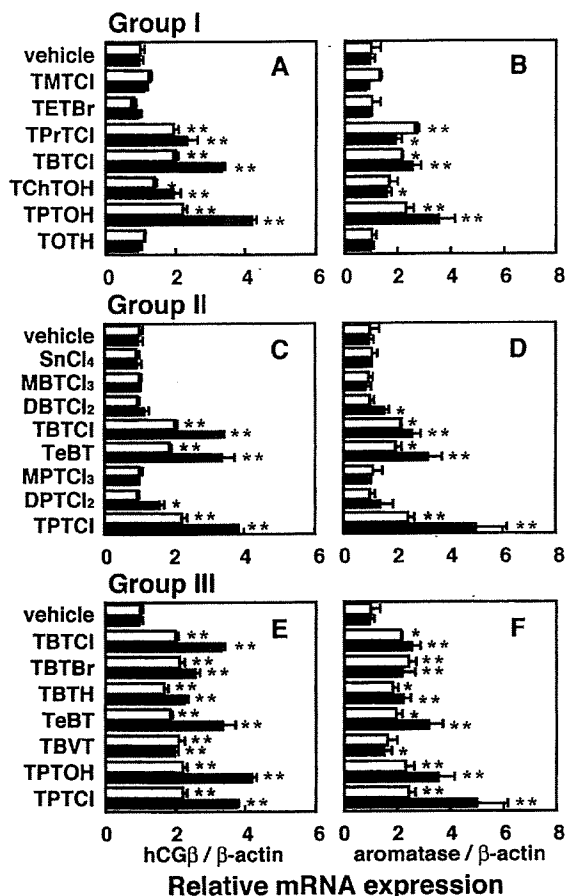 Group I
vehicle
TMTCl
TETBr
TPrTCl
TBTCl
TChTOH
TPTOH
TOTH
A
**
**
**
**
*
**
**
**
0 2 4 6
B
**
*
*
**
*
**
**
0 2 4 6 8
Group II
vehicle
SnCl4
MBTCl3
DBTCl2
TBTCl
TeBT
MPTCl3
DPTCl2
TPTCl
C
**
**
**
**
*
**
**
0 2 4 6
D
*
*
**
*
**
**
**
0 2 4 6 8
Group III
vehicle
TBTCl
TBTBr
TBTH
TeBT
TBVT
TPTOH
TPTCl
E
**
**
**
**
**
**
**
**
**
**
**
**
**
**
0 2 4 6
hCGβ / β-actin
F
*
**
**
**
*
**
*
**
*
**
**
**
**
0 2 4 6 8
aromatase / β-actin
Relative mRNA expression